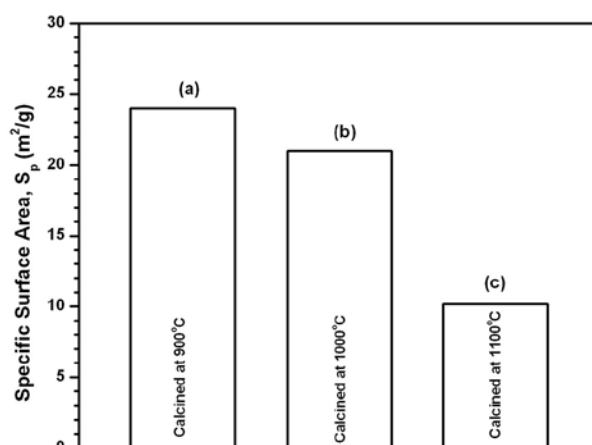 Specific Surface Area, Sp (m²/g)
30
25
20
15
10
5
0
(a)
(b)
(c)
Calcined at 900°C
Calcined at 1000°C
Calcined at 1100°C